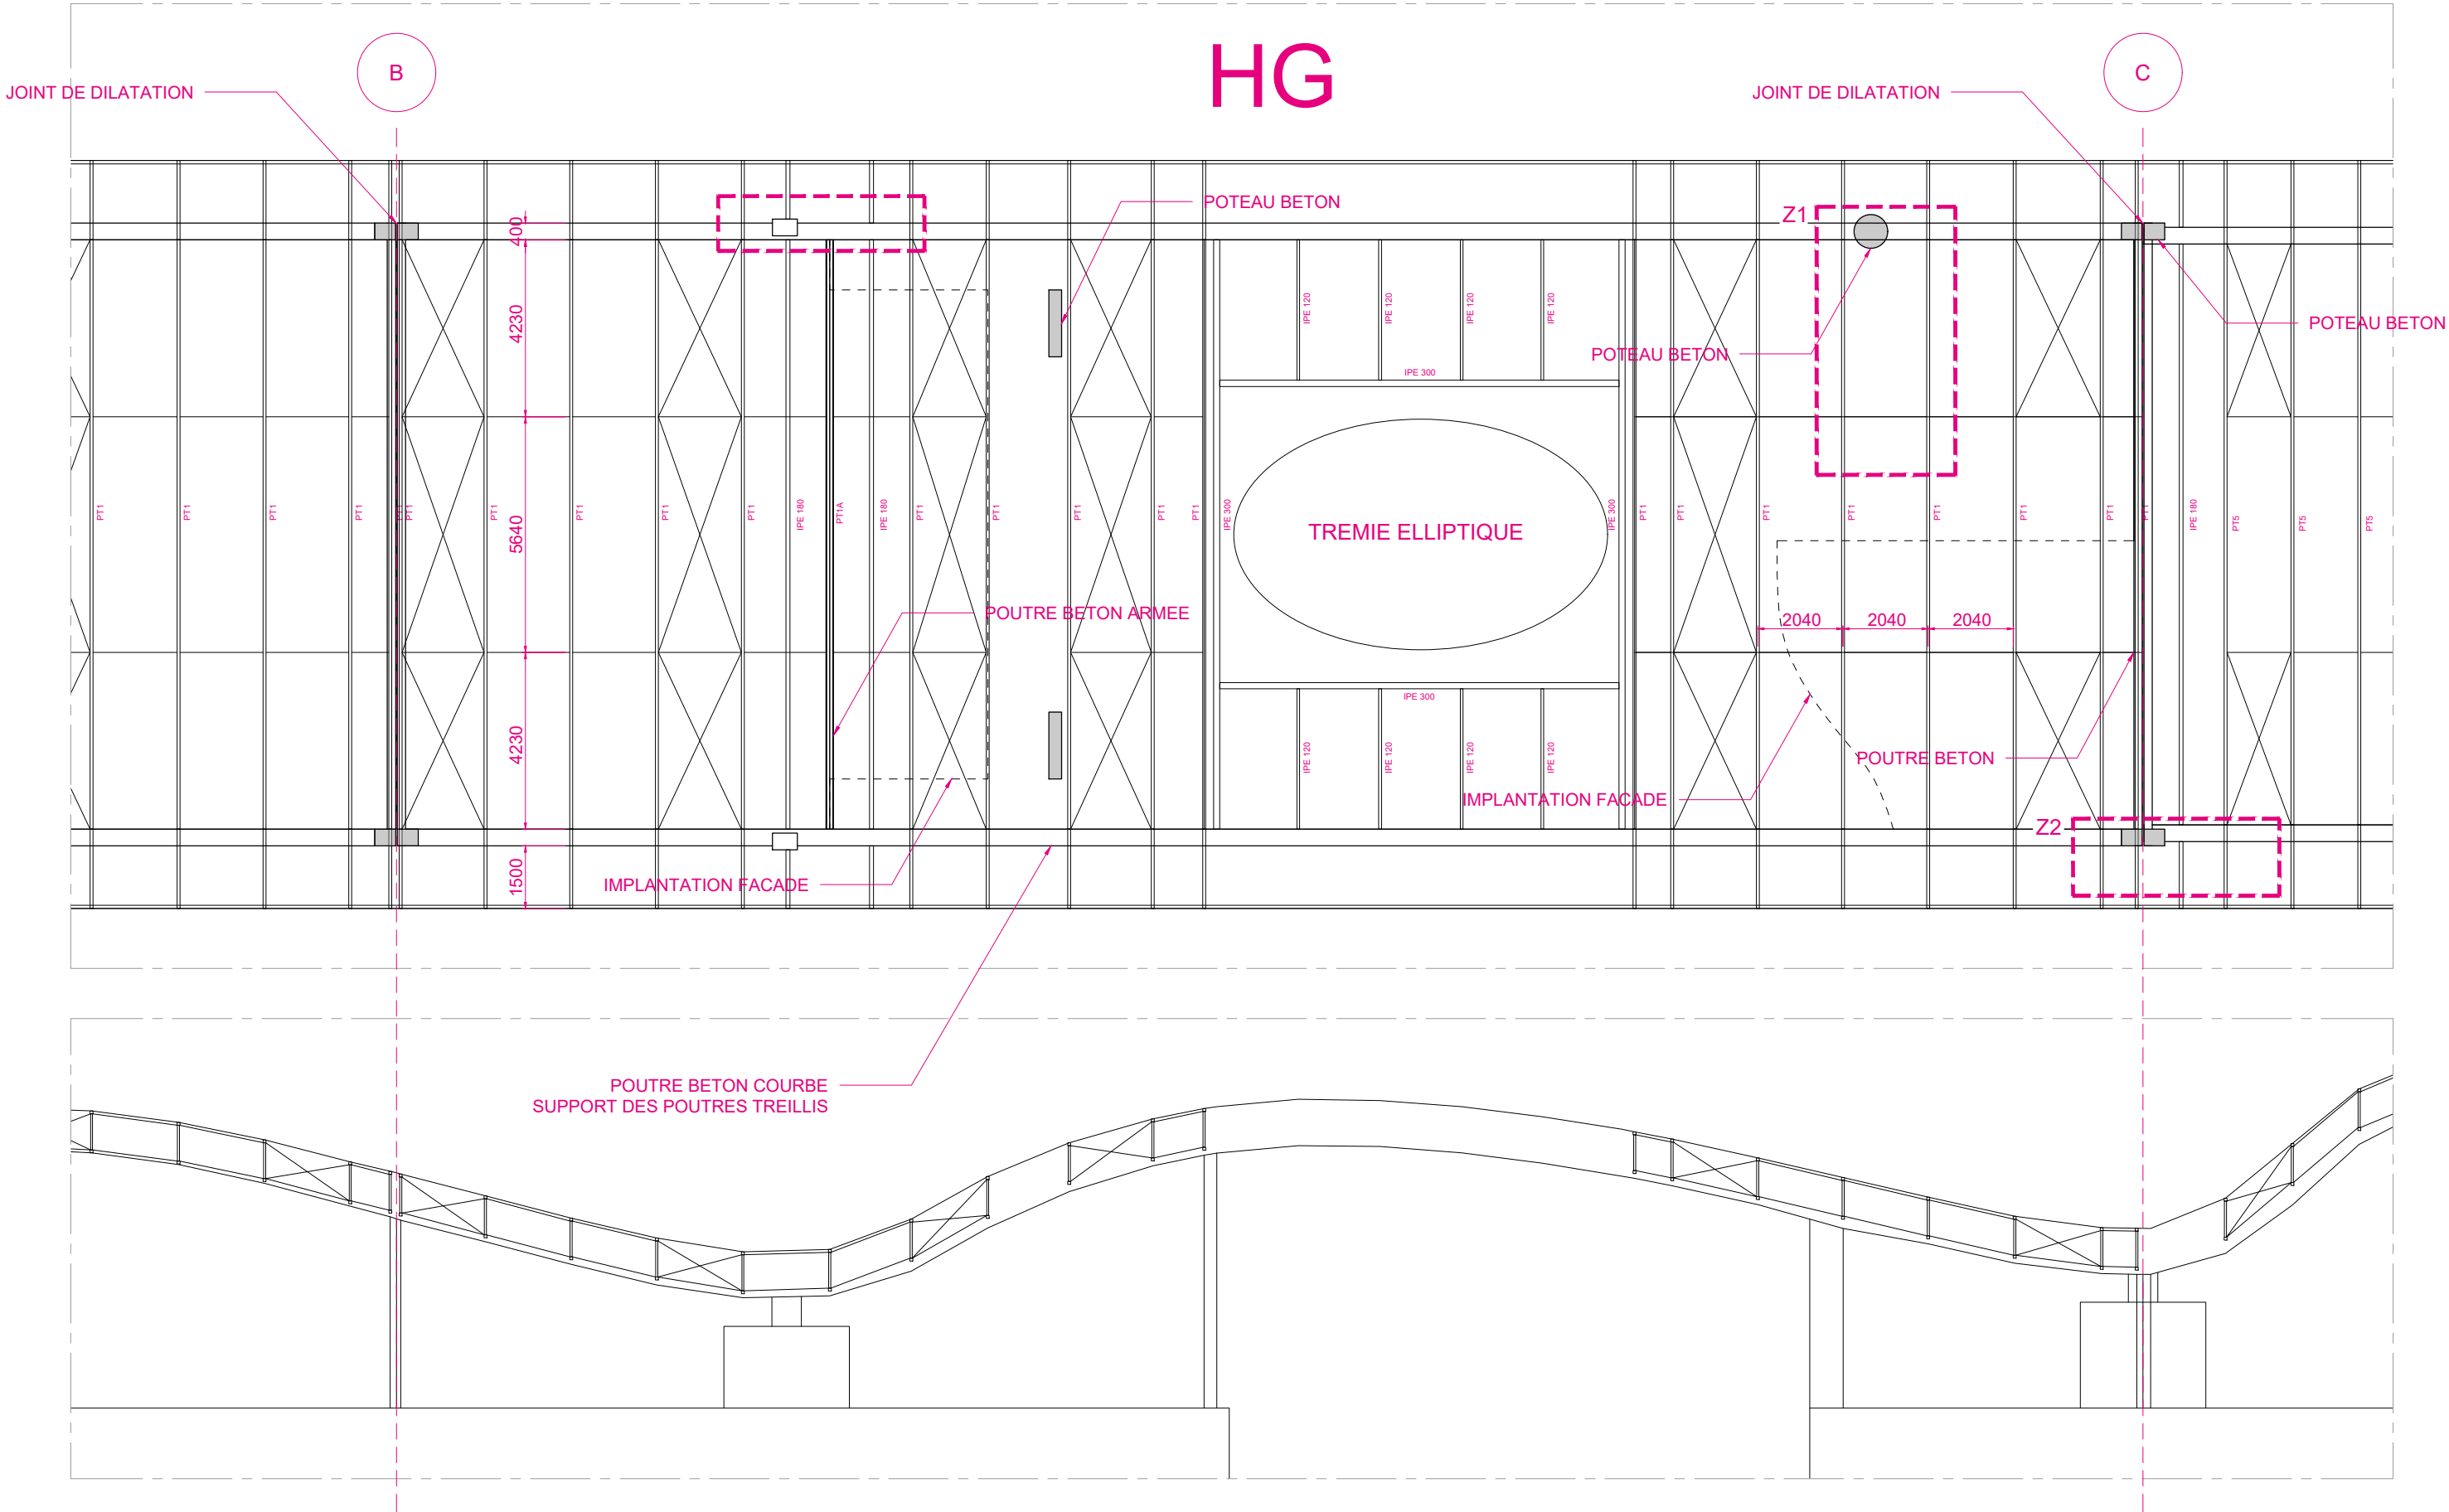 HG
B
C
JOINT DE DILATATION
JOINT DE DILATATION
POTEAU BETON
Z1
400
4230
IPE 120
IPE 120
IPE 120
IPE 120
POTEAU BETON
POTEAU BETON
IPE 300
PT1
PT1
PT1
PT1
PT1
PT1
PT1
PT1
PT1
PT1
5640
IPE 180
PT1A
IPE 180
PT1
PT1
PT1
PT1
PT1
IPE 300
TREMIE ELLIPTIQUE
IPE 300
PT1
PT1
PT1
PT1
PT1
PT1
PT1
PT1
IPE 180
PT5
PT5
PT5
POUTRE BETON ARMEE
2040
2040
2040
IPE 300
4230
IPE 120
IPE 120
IPE 120
IPE 120
POUTRE BETON
IMPLANTATION FACADE
Z2
1500
IMPLANTATION FACADE
POUTRE BETON COURBE
SUPPORT DES POUTRES TREILLIS